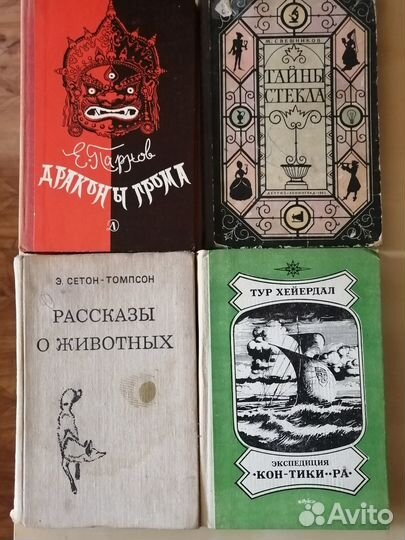 Е. Парнов
ДРАКОНЫ ГРОМА
М. СВЕШНИКОВ
ТАЙНЫ
СТЕКЛА
Э. СЕТОН-ТОМПСОН
РАССКАЗЫ
О ЖИВОТНЫХ
ТУР ХЕЙЕРДАЛ
ЭКСПЕДИЦИЯ
"КОН-ТИКИ" "РА"
Avito